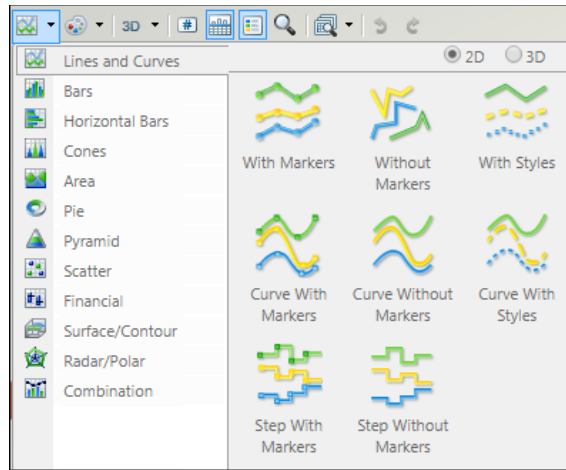 3D
#
Lines and Curves
2D
3D
Bars
Horizontal Bars
Cones
Area
Pie
Pyramid
Scatter
Financial
Surface/Contour
Radar/Polar
Combination
With Markers
Without
Markers
With Styles
Curve With
Markers
Curve Without
Markers
Curve With
Styles
Step With
Markers
Step Without
Markers